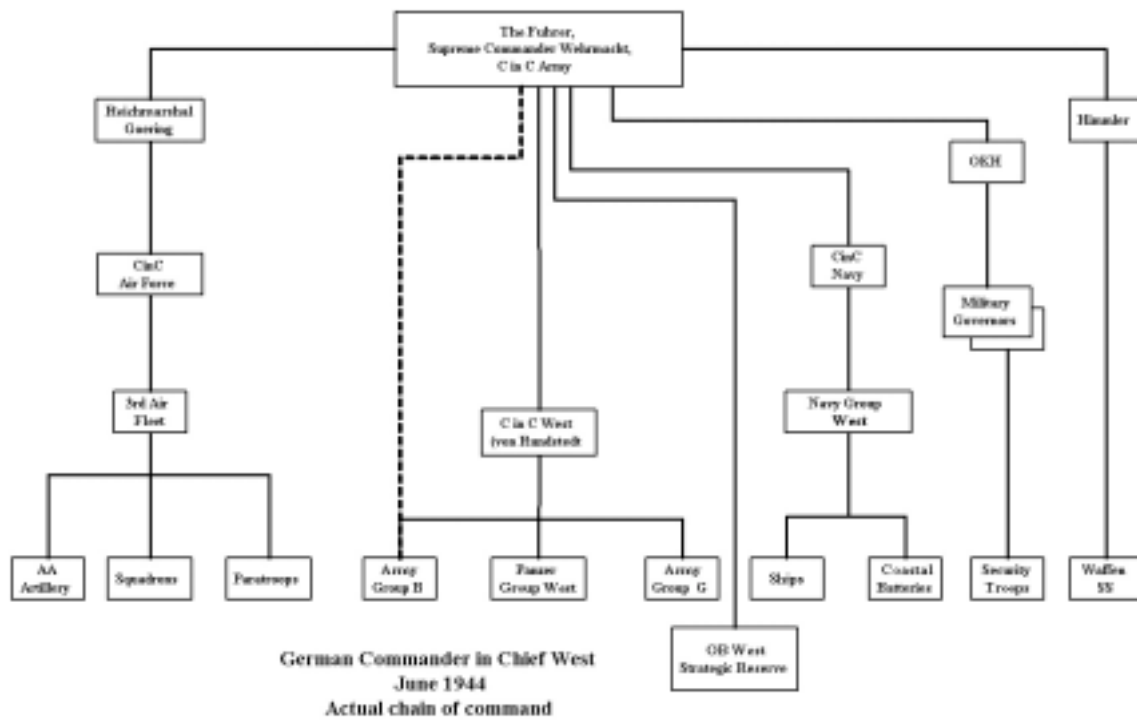 The Fuhrer,
Supreme Commander Wehrmacht,
C in C Army
Reichmarshal
Goering
Himmler
OKH
CinC
Air Force
CinC
Navy
Military
Governors
3rd Air
Fleet
C in C West
(von Rundstedt
Navy Group
West
AA
Artillery
Squadrons
Paratroops
Army
Group B
Panzer
Group West
Army
Group G
Ships
Coastal
Batteries
Security
Troops
Waffen
SS
OB West
Strategic Reserve
German Commander in Chief West
June 1944
Actual chain of command